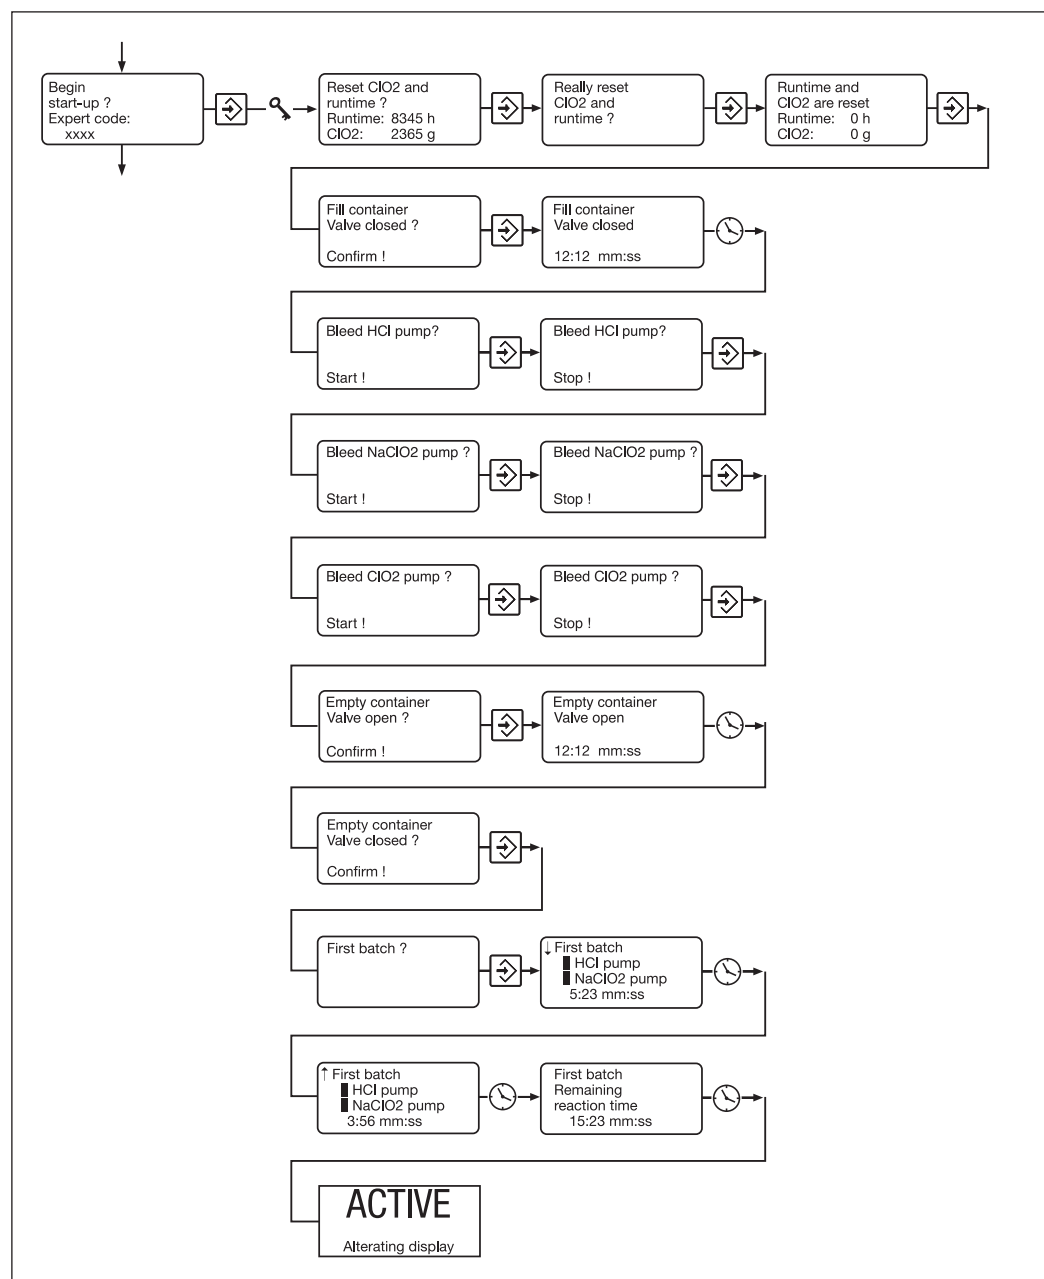 Begin
start-up ?
Expert code:
xxxx
Reset ClO2 and
runtime ?
Runtime: 8345 h
ClO2: 2365 g
Really reset
ClO2 and
runtime ?
Runtime and
ClO2 are reset
Runtime: 0 h
ClO2: 0 g
Fill container
Valve closed ?
Confirm !
Fill container
Valve closed
12:12 mm:ss
Bleed HCl pump?
Start !
Bleed HCl pump?
Stop !
Bleed NaClO2 pump ?
Start !
Bleed NaClO2 pump ?
Stop !
Bleed ClO2 pump ?
Start !
Bleed ClO2 pump ?
Stop !
Empty container
Valve open ?
Confirm !
Empty container
Valve open
12:12 mm:ss
Empty container
Valve closed ?
Confirm !
First batch ?
↓ First batch
HCl pump
NaClO2 pump
5:23 mm:ss
↑ First batch
HCl pump
NaClO2 pump
3:56 mm:ss
First batch
Remaining
reaction time
15:23 mm:ss
ACTIVE
Alterating display